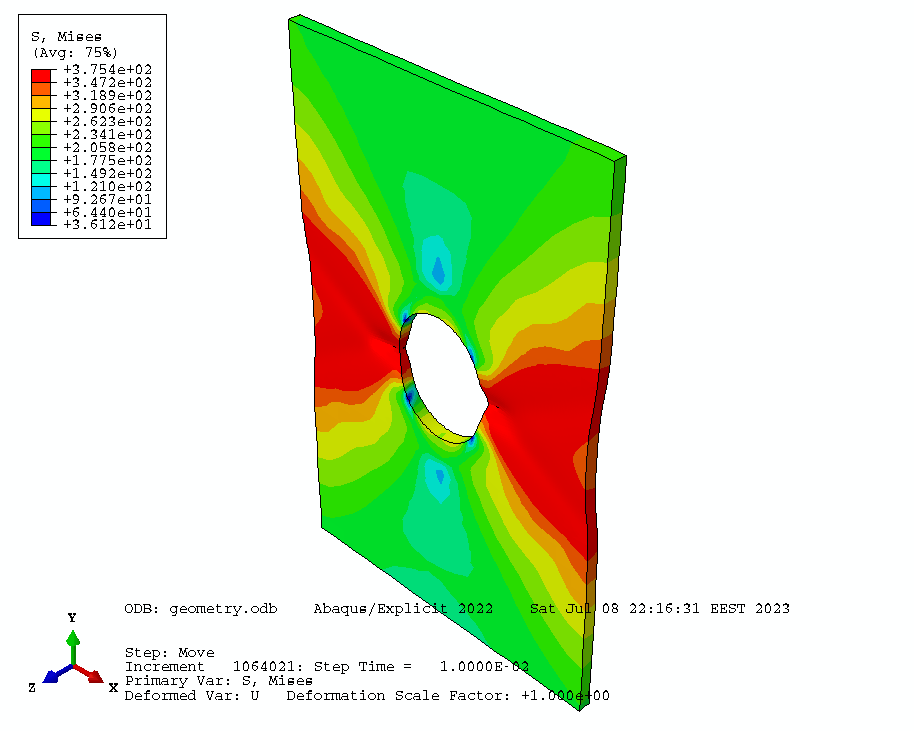 S, Mises
(Avg: 75%)
+3.754e+02
+3.472e+02
+3.189e+02
+2.906e+02
+2.623e+02
+2.341e+02
+2.058e+02
+1.775e+02
+1.492e+02
+1.210e+02
+9.267e+01
+6.440e+01
+3.612e+01
ODB: geometry.odb Abaqus/Explicit 2022 Sat Jul 08 22:16:31 EEST 2023
Y
Z X
Step: Move
Increment 1064021: Step Time = 1.0000E-02
Primary Var: S, Mises
Deformed Var: U Deformation Scale Factor: +1.000e+00